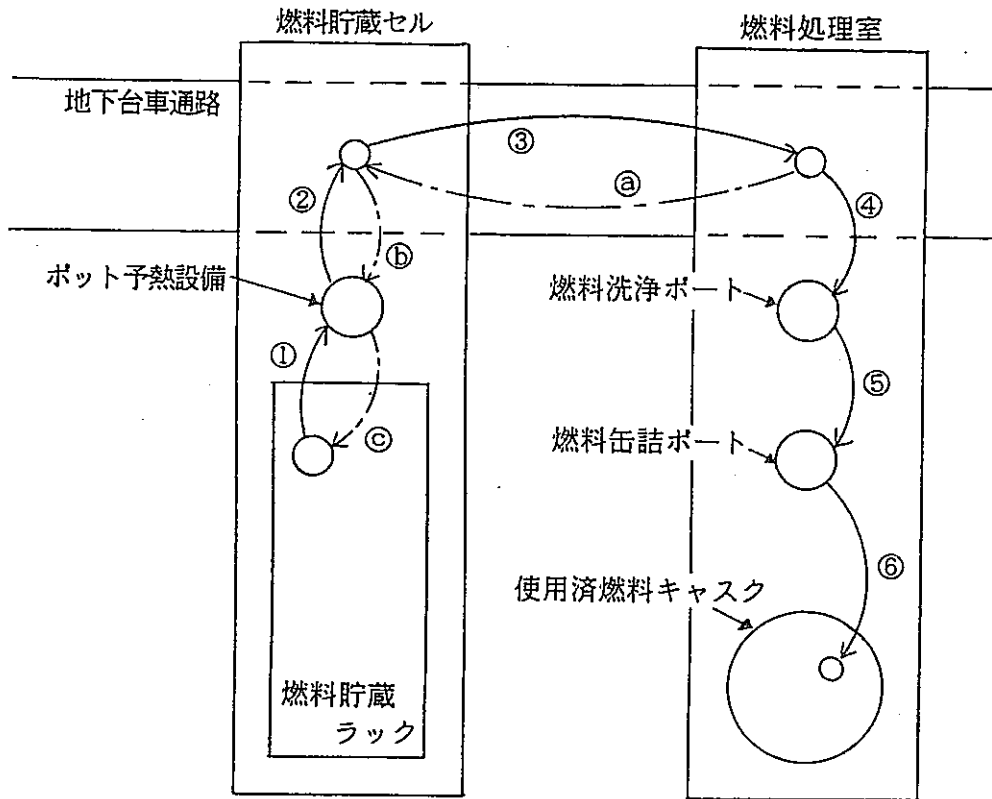 燃料貯蔵セル
燃料処理室
地下台車通路
③
ⓐ
②
④
ⓑ
ポット予熱設備
燃料洗浄ポート
①
⑤
ⓒ
燃料缶詰ポート
⑥
使用済燃料キャスク
燃料貯蔵
ラック